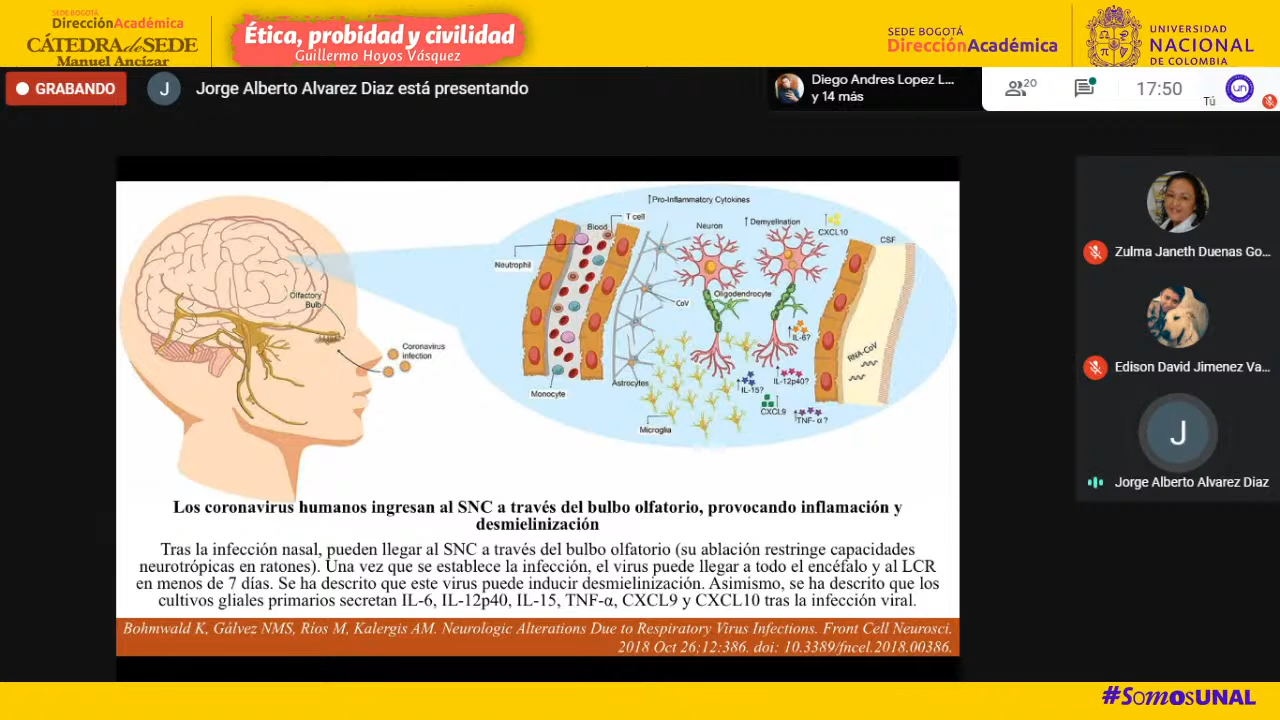 SEDE BOGOTÁ
DirecciónAcadémica
CÁTEDRAdeSEDE
Manuel Ancízar
Ética, probidad y civilidad
Guillermo Hoyos Vásquez
SEDE BOGOTÁ
DirecciónAcadémica
UNIVERSIDAD
NACIONAL
DE COLOMBIA
GRABANDO
J
Jorge Alberto Alvarez Diaz está presentando
Diego Andres Lopez L...
y 14 más
20
17:50
Tú
un
Pro-Inflammatory Cytokines
T cell
Blood
Neuron
Demyelination
CXCL10
CSF
Neutrophil
Olfactory
Bulb
Oligodendrocyte
CoV
Coronavirus
infection
IL-6?
RNA-CoV
Astrocytes
IL-15?
IL-12p40?
Monocyte
CXCL9
TNF- α ?
Microglia
Zulma Janeth Duenas Go...
Edison David Jimenez Va...
J
Jorge Alberto Alvarez Diaz
Los coronavirus humanos ingresan al SNC a través del bulbo olfatorio, provocando inflamación y
desmielinización
Tras la infección nasal, pueden llegar al SNC a través del bulbo olfatorio (su ablación restringe capacidades
neurotrópicas en ratones). Una vez que se establece la infección, el virus puede llegar a todo el encéfalo y al LCR
en menos de 7 días. Se ha descrito que este virus puede inducir desmielinización. Asimismo, se ha descrito que los
cultivos gliales primarios secretan IL-6, IL-12p40, IL-15, TNF-α, CXCL9 y CXCL10 tras la infección viral.
Bohmwald K, Gálvez NMS, Ríos M, Kalergis AM. Neurologic Alterations Due to Respiratory Virus Infections. Front Cell Neurosci.
2018 Oct 26;12:386. doi: 10.3389/fncel.2018.00386.
#SomosUNAL